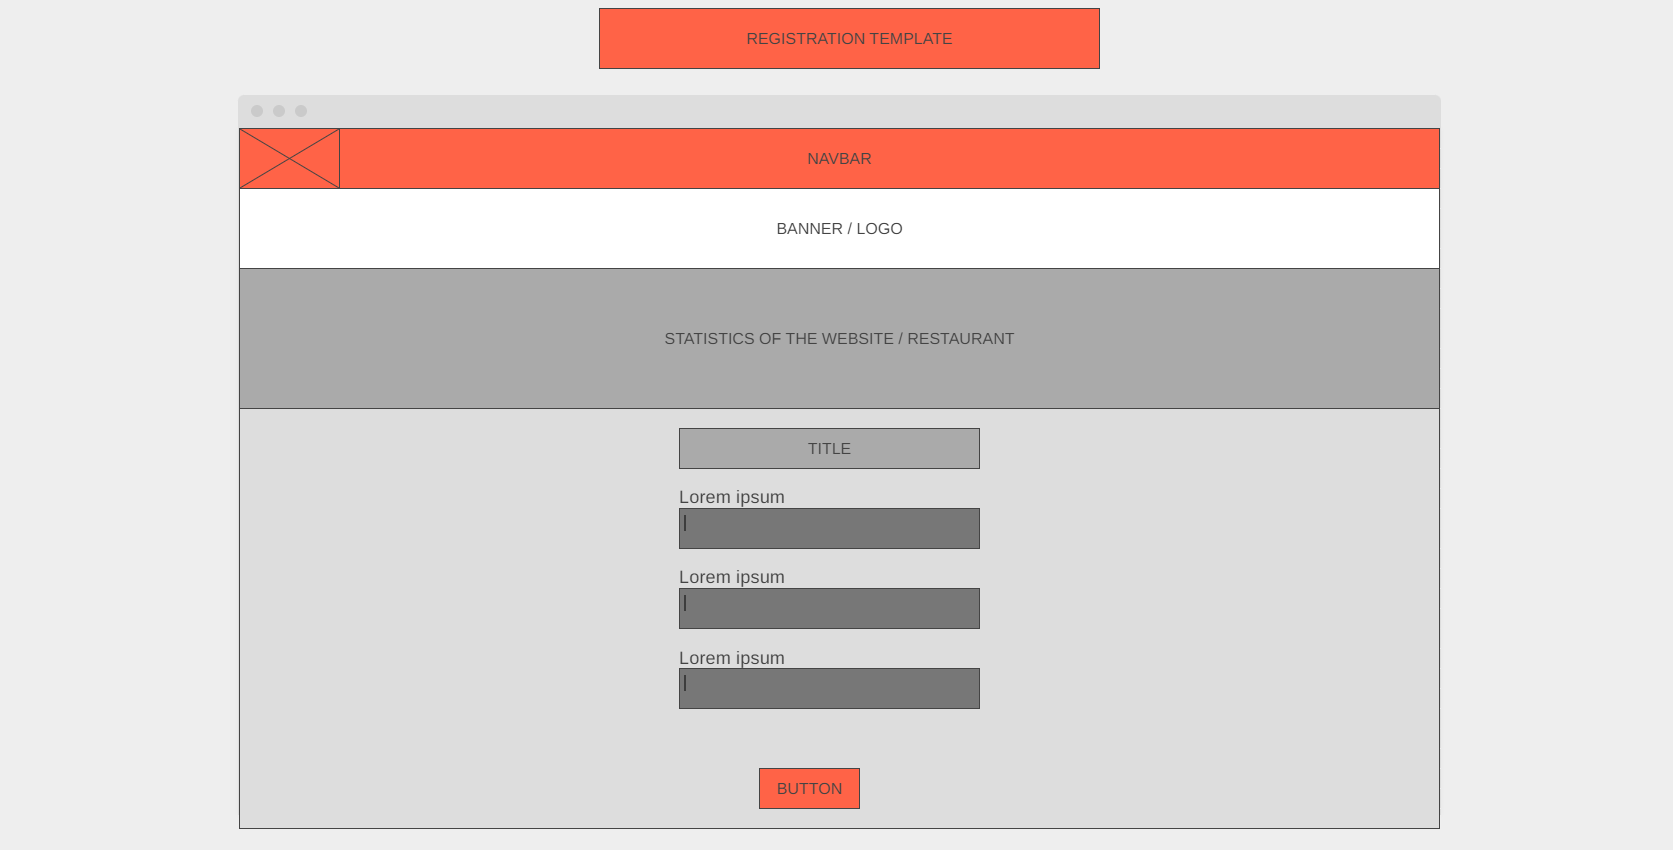 REGISTRATION TEMPLATE
NAVBAR
BANNER / LOGO
STATISTICS OF THE WEBSITE / RESTAURANT
TITLE
Lorem ipsum
Lorem ipsum
Lorem ipsum
BUTTON